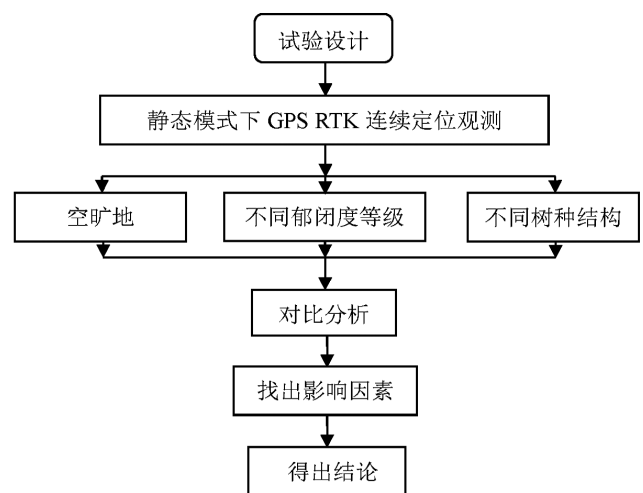 试验设计
静态模式下 GPS RTK 连续定位观测
空旷地
不同郁闭度等级
不同树种结构
对比分析
找出影响因素
得出结论